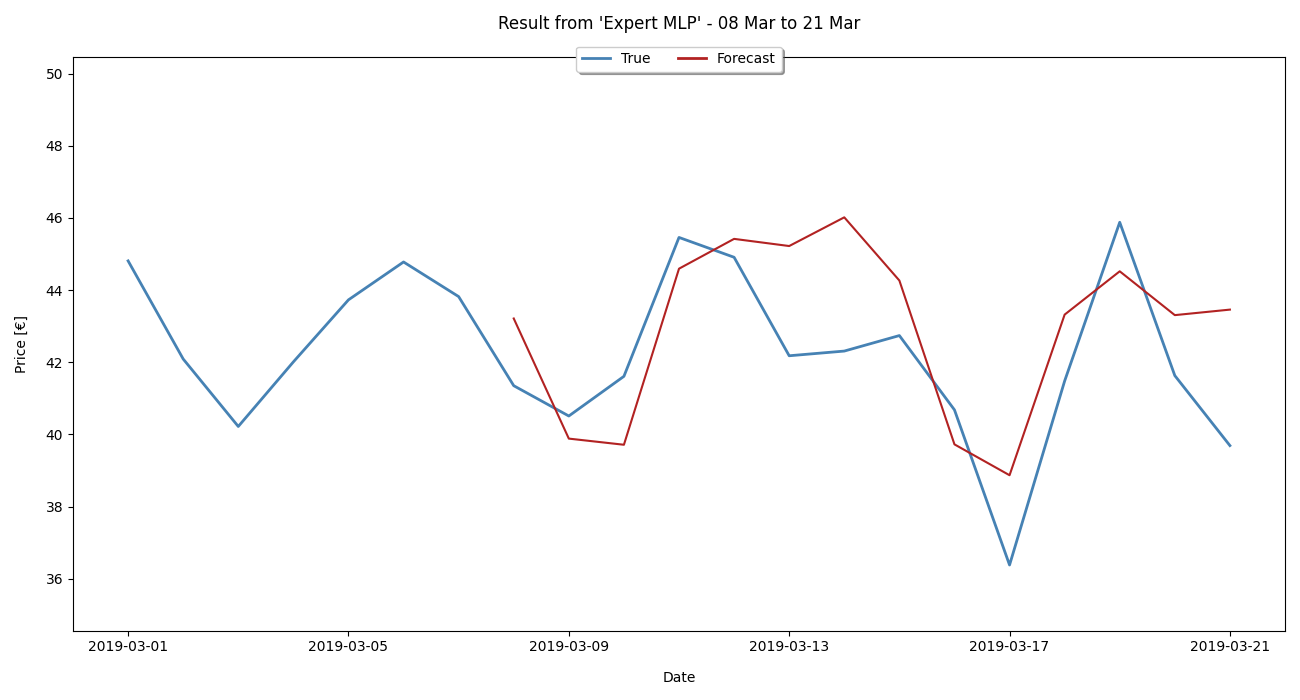 Result from 'Expert MLP' - 08 Mar to 21 Mar
True Forecast
50
48
46
44
42
40
38
36
Price [€]
2019-03-01 2019-03-05 2019-03-09 2019-03-13 2019-03-17 2019-03-21
Date